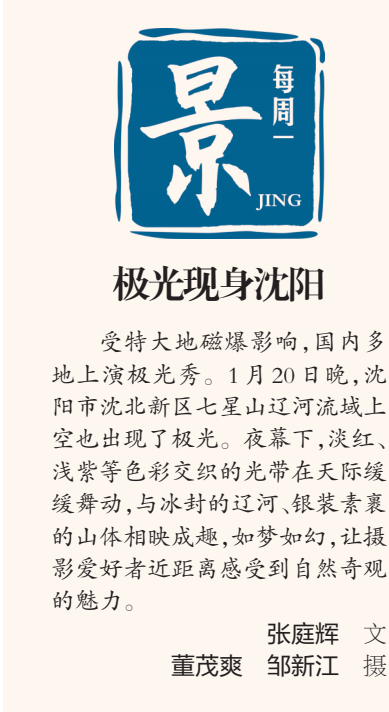 每周一
景
JING
极光现身沈阳
受特大地磁爆影响,国内多
地上演极光秀。1月20日晚,沈
阳市沈北新区七星山辽河流域上
空也出现了极光。夜幕下,淡红、
浅紫等色彩交织的光带在天际缓
缓舞动,与冰封的辽河、银装素裹
的山体相映成趣,如梦如幻,让摄
影爱好者近距离感受到自然奇观
的魅力。
张庭辉 文
董茂爽 邹新江 摄